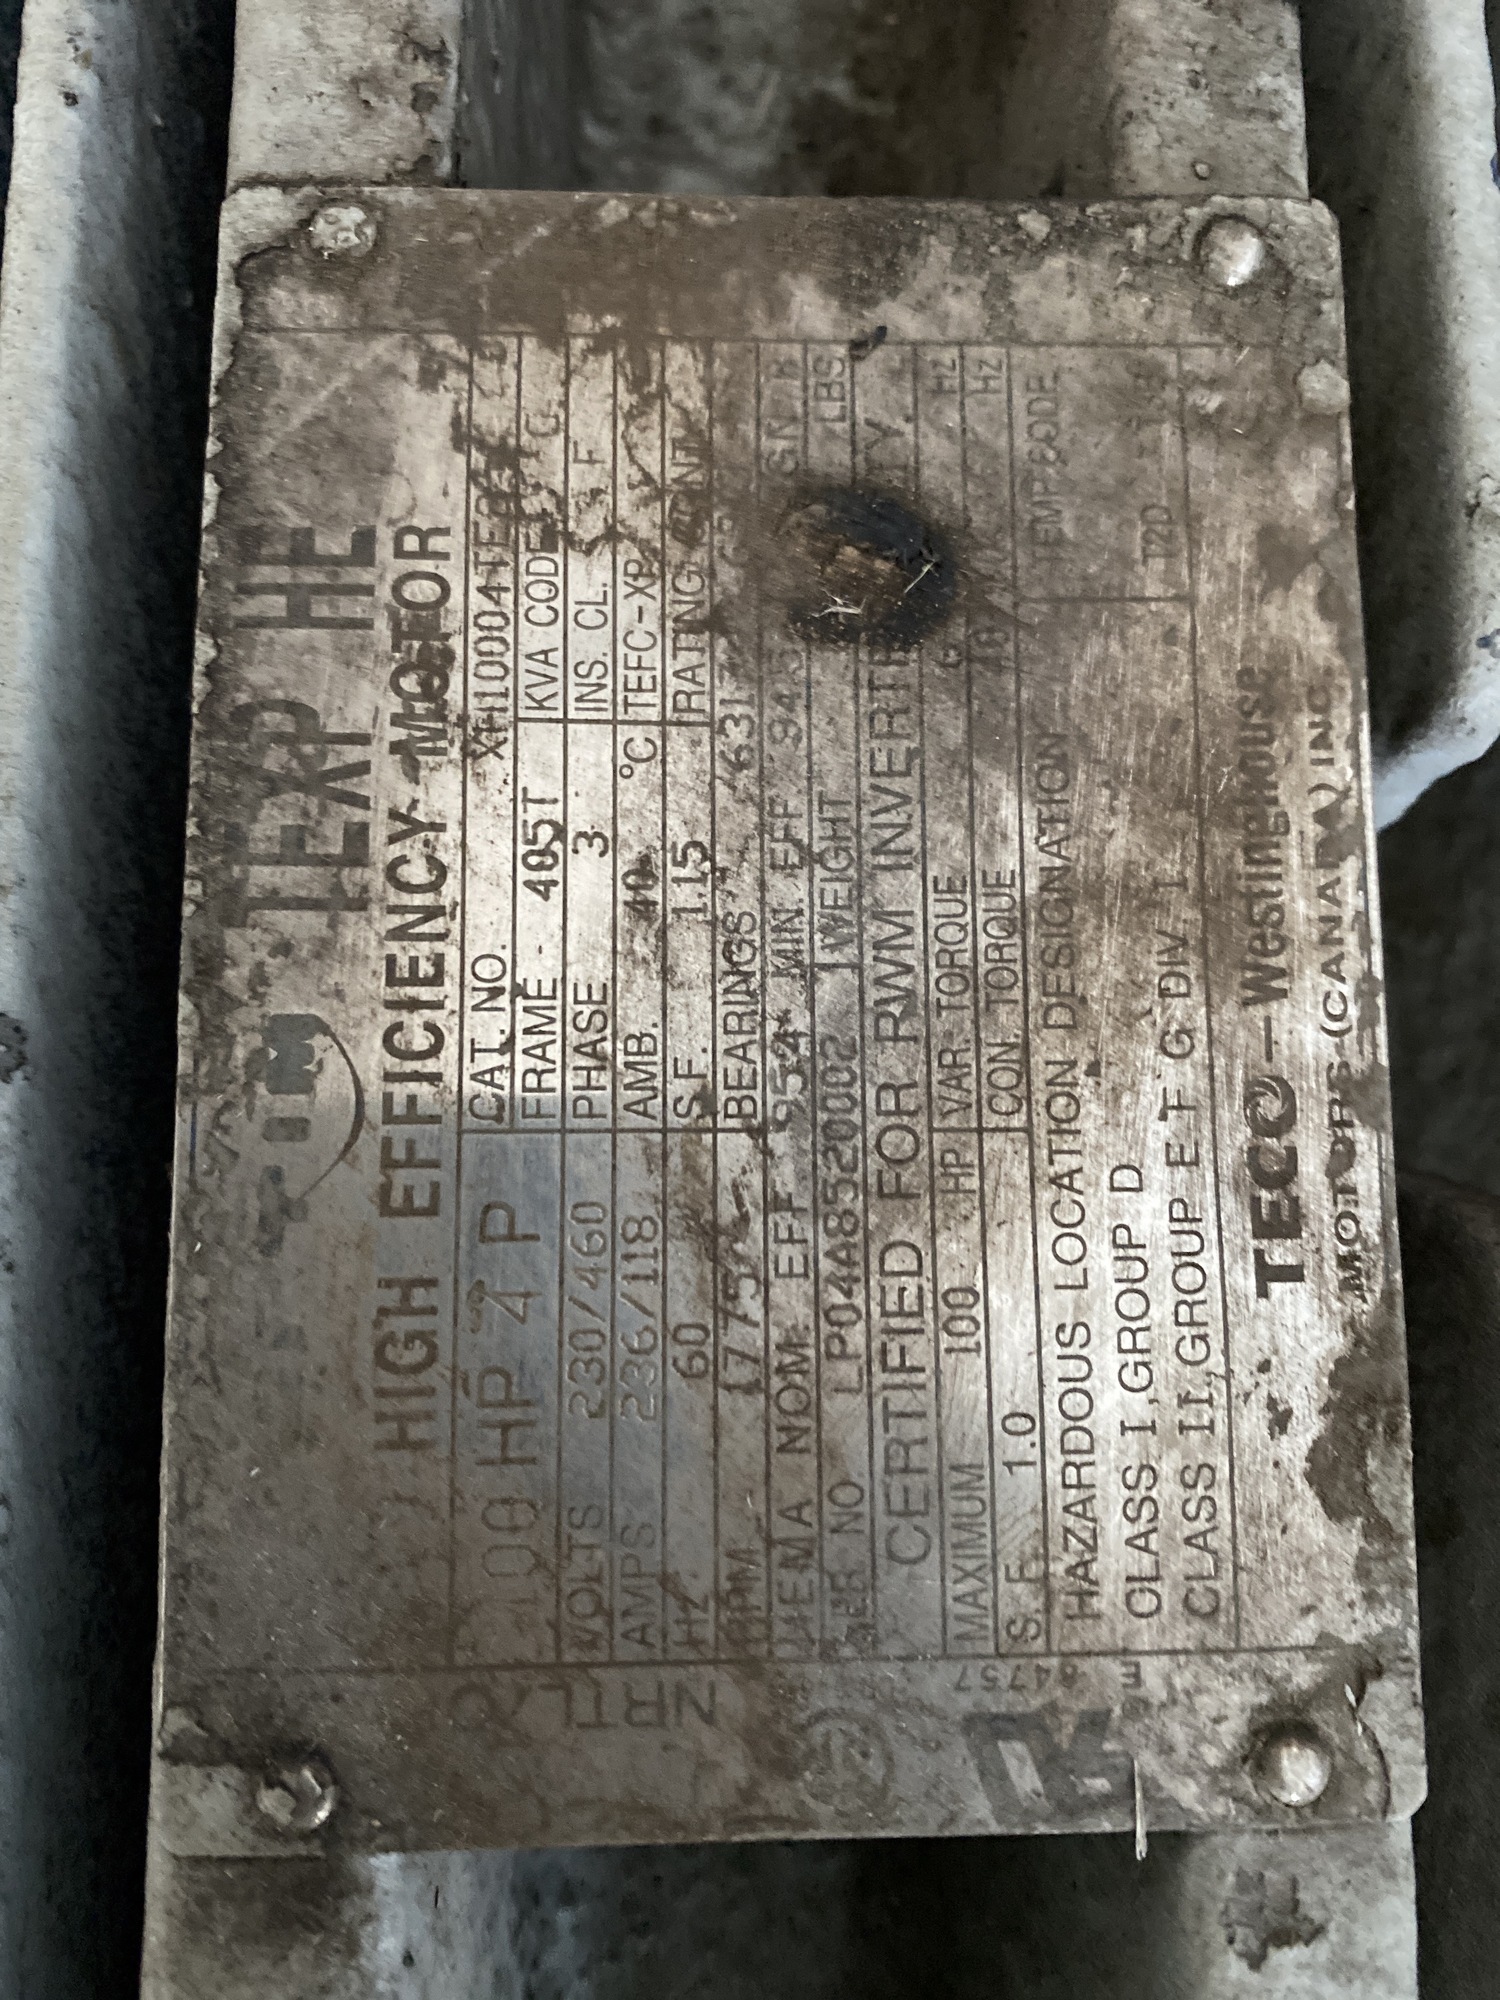 HE
HIGH EFFICIENCY MOTOR
100 HP 4 P CAT. NO.
VOLTS 230/460 FRAME 405T KVA CODE
AMPS 236/118 PHASE 3 INS. CL. F
HZ 60 AMB. 40 °C TEFC-XP
RPM 1775 S.F. 1.15 RATING CONT.
BEARINGS
NEMA NOM. EFF MIN. EFF
SER NO LP04A8520002 WEIGHT LBS
CERTIFIED FOR PWM INVERTER
MAXIMUM 100 HP VAR. TORQUE HZ
S. F. 1.0 CON. TORQUE HZ
HAZARDOUS LOCATION DESIGNATION TEMP. CODE
CLASS I, GROUP D T2D
CLASS II, GROUP E F G DIV. I
TECO-Westinghouse
MOTORS (CANADA) INC.
NRTL/C